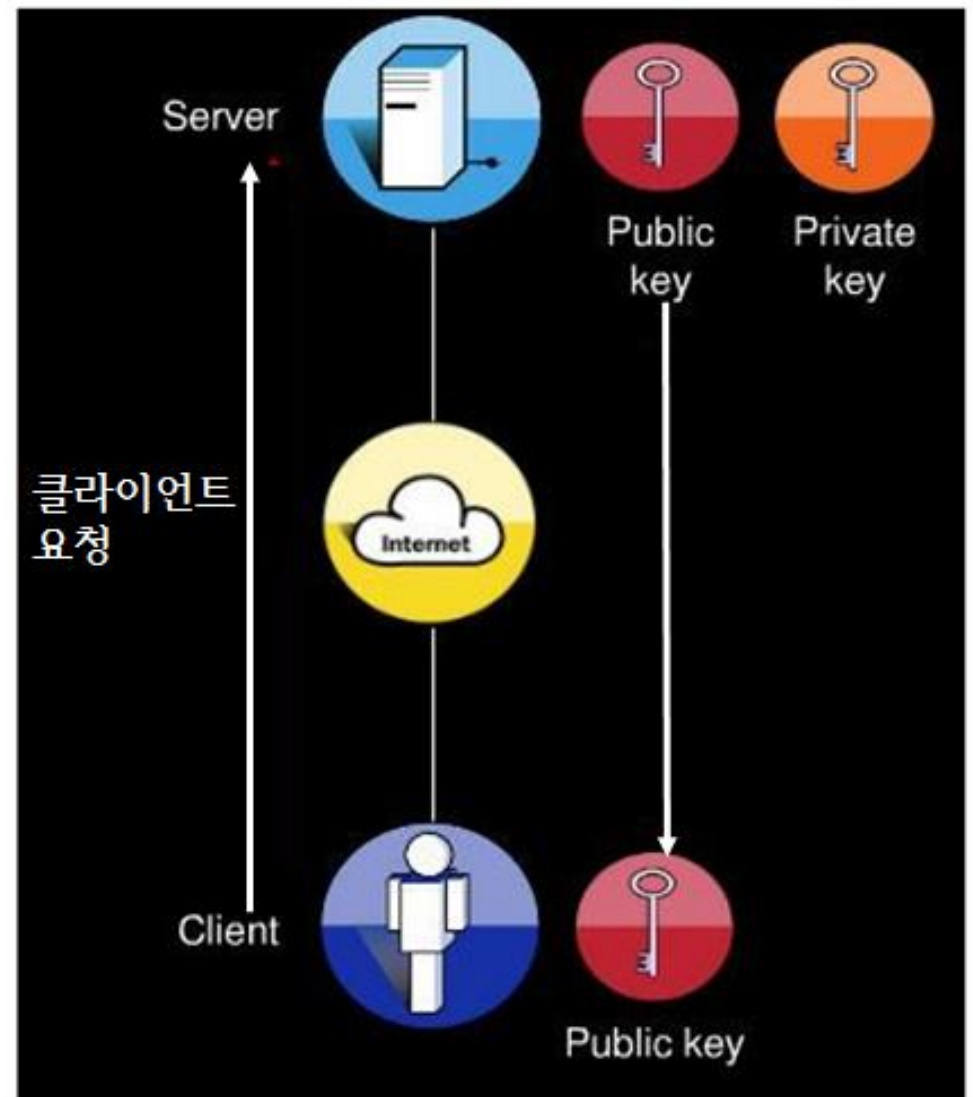 Server
Public
key
Private
key
클라이언트
요청
Internet
Client
Public key